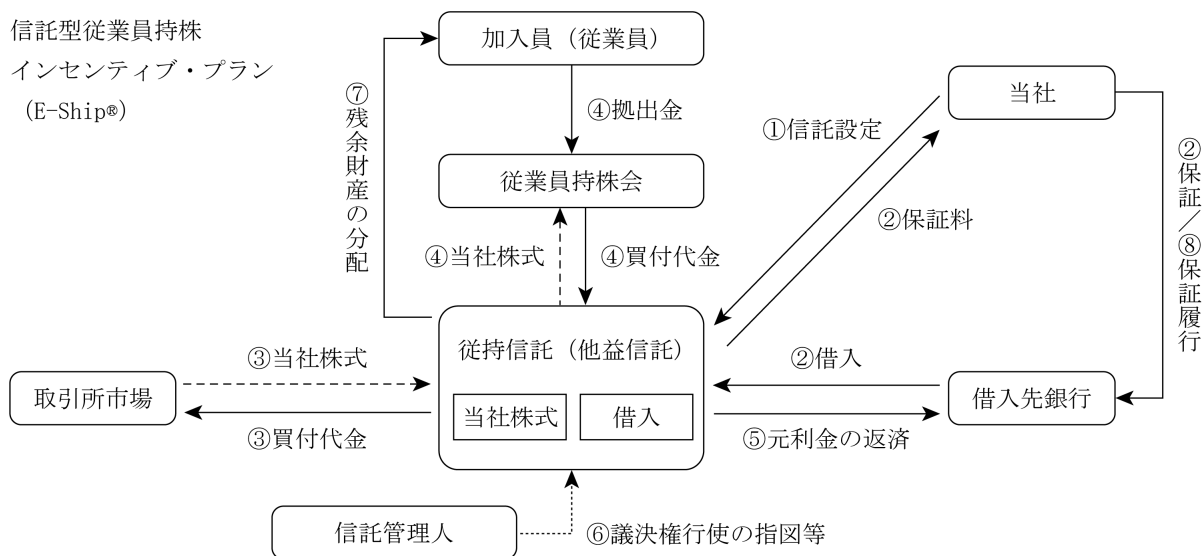 信託型従業員持株
インセンティブ・プラン
（E-Ship®）
加入員（従業員）
⑦残余財産の分配
④拠出金
当社
①信託設定
従業員持株会
②保証料
②保証／⑧保証履行
④当社株式
④買付代金
従持信託（他益信託）
③当社株式
②借入
取引所市場
当社株式
借入
借入先銀行
③買付代金
⑤元利金の返済
信託管理人
⑥議決権行使の指図等